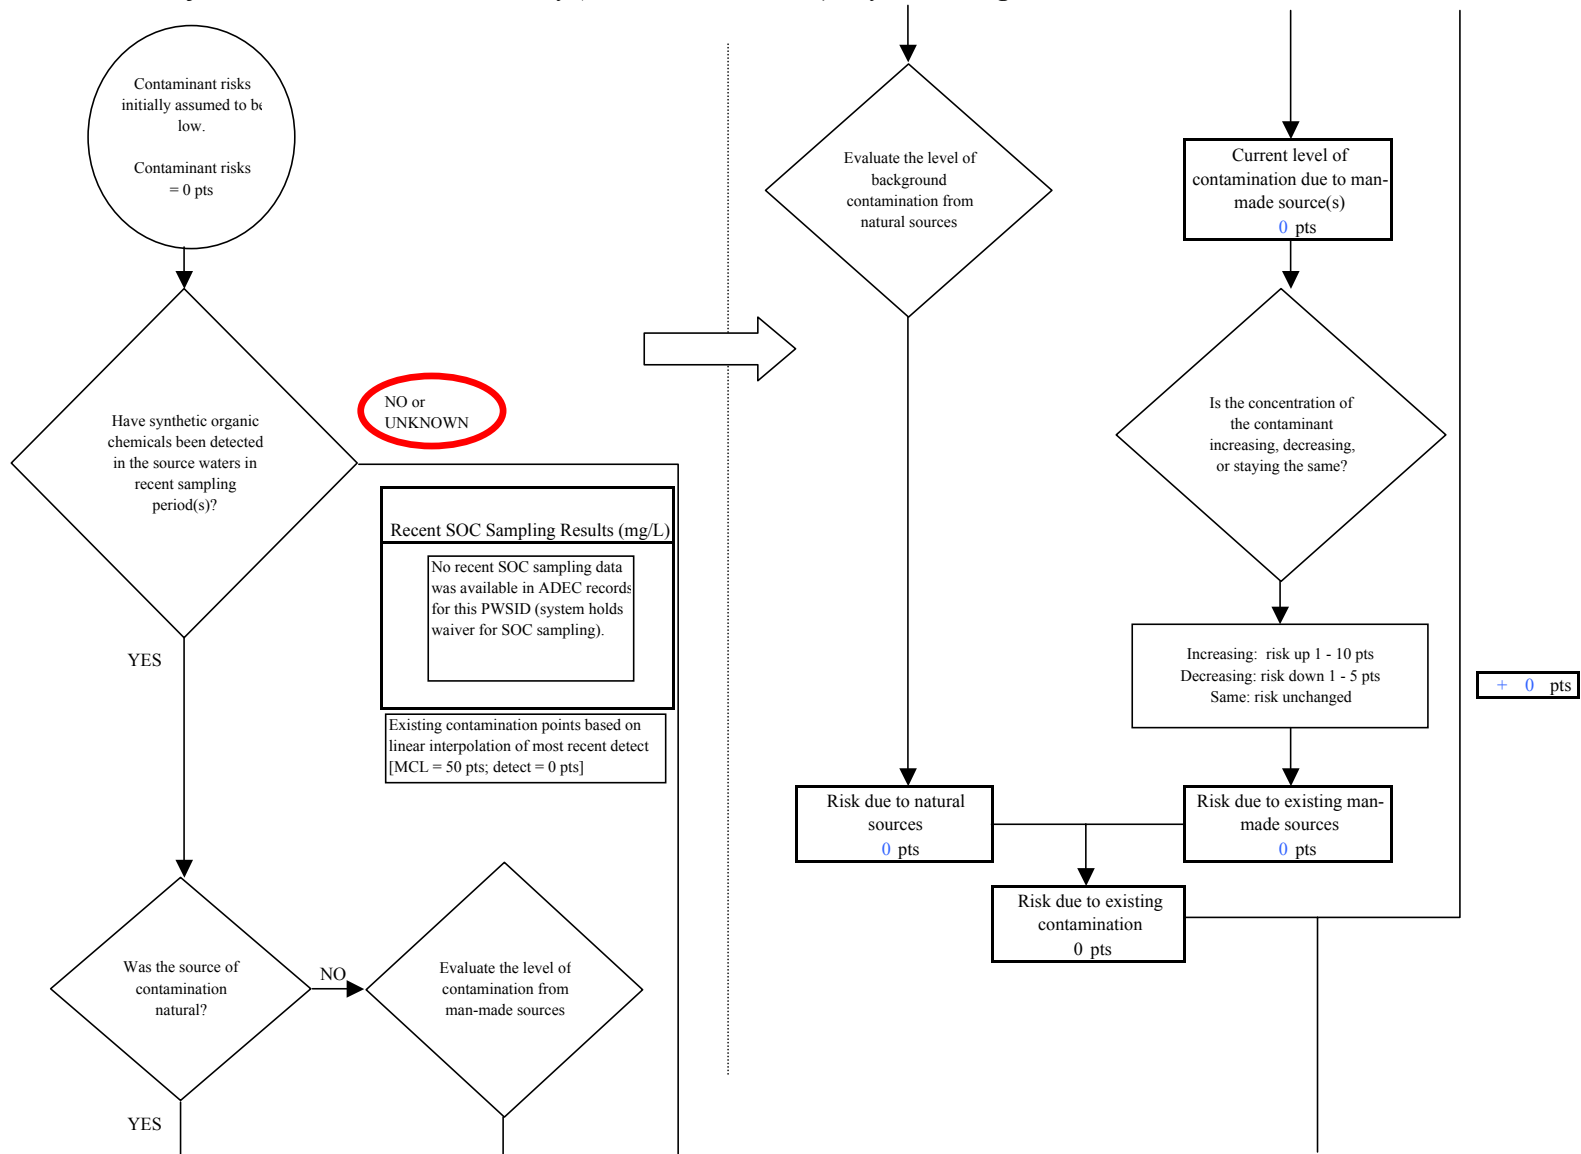 Contaminant risks
initially assumed to be
low.
Contaminant risks
= 0 pts
Have synthetic organic
chemicals been detected
in the source waters in
recent sampling
period(s)?
NO or
UNKNOWN
Recent SOC Sampling Results (mg/L)
No recent SOC sampling data
was available in ADEC records
for this PWSID (system holds
waiver for SOC sampling).
YES
Existing contamination points based on
linear interpolation of most recent detect
[MCL = 50 pts; detect = 0 pts]
Was the source of
contamination
natural?
NO
Evaluate the level of
contamination from
man-made sources
YES
Evaluate the level of
background
contamination from
natural sources
Current level of
contamination due to man-
made source(s)
0 pts
Is the concentration of
the contaminant
increasing, decreasing,
or staying the same?
Increasing: risk up 1 - 10 pts
Decreasing: risk down 1 - 5 pts
Same: risk unchanged
+ 0 pts
Risk due to natural
sources
0 pts
Risk due to existing man-
made sources
0 pts
Risk due to existing
contamination
0 pts